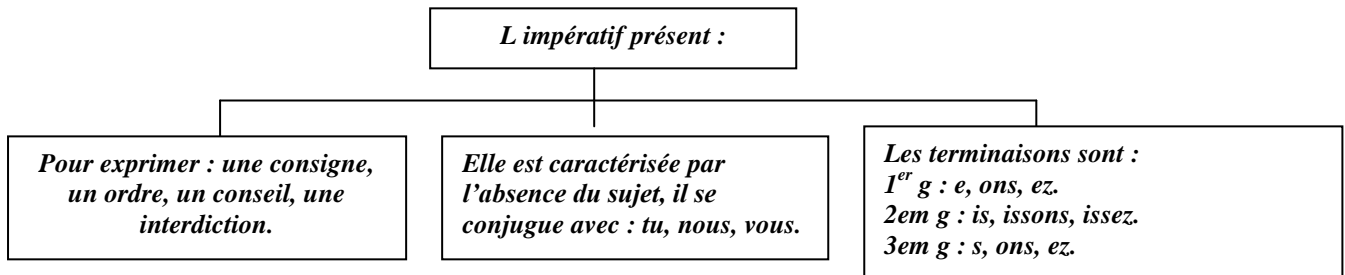 L impératif présent :
Pour exprimer : une consigne,
un ordre, un conseil, une
interdiction.
Elle est caractérisée par
l’absence du sujet, il se
conjugue avec : tu, nous, vous.
Les terminaisons sont :
1er g : e, ons, ez.
2em g : is, issons, issez.
3em g : s, ons, ez.